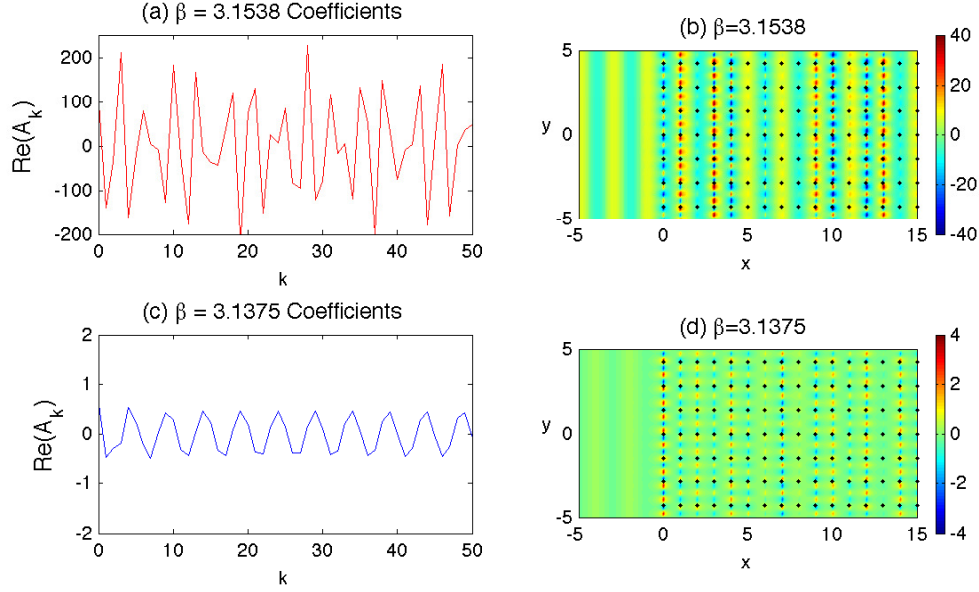 (a) β = 3.1538 Coefficients
Re(A_k)
200
100
0
-100
-200
0 10 20 30 40 50
k
(b) β=3.1538
y
5
0
-5
-5 0 5 10 15
x
40
20
0
-20
-40
(c) β = 3.1375 Coefficients
Re(A_k)
2
1
0
-1
-2
0 10 20 30 40 50
k
(d) β=3.1375
y
5
0
-5
-5 0 5 10 15
x
4
2
0
-2
-4